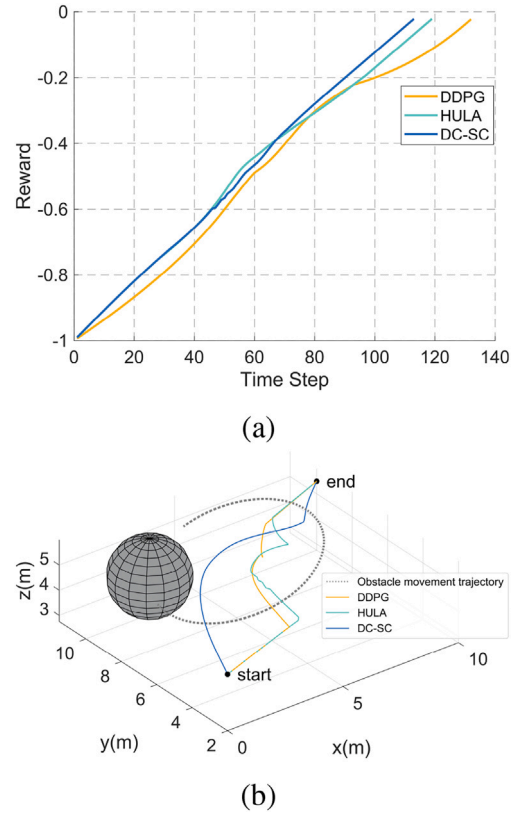 0
-0.2
-0.4
-0.6
-0.8
-1
Reward
DDPG
HULA
DC-SC
0 20 40 60 80 100 120 140
Time Step
(a)
end
start
z(m)
5
4
3
Obstacle movement trajectory
DDPG
HULA
DC-SC
10
8
6
4
2
y(m)
0
5
10
x(m)
(b)